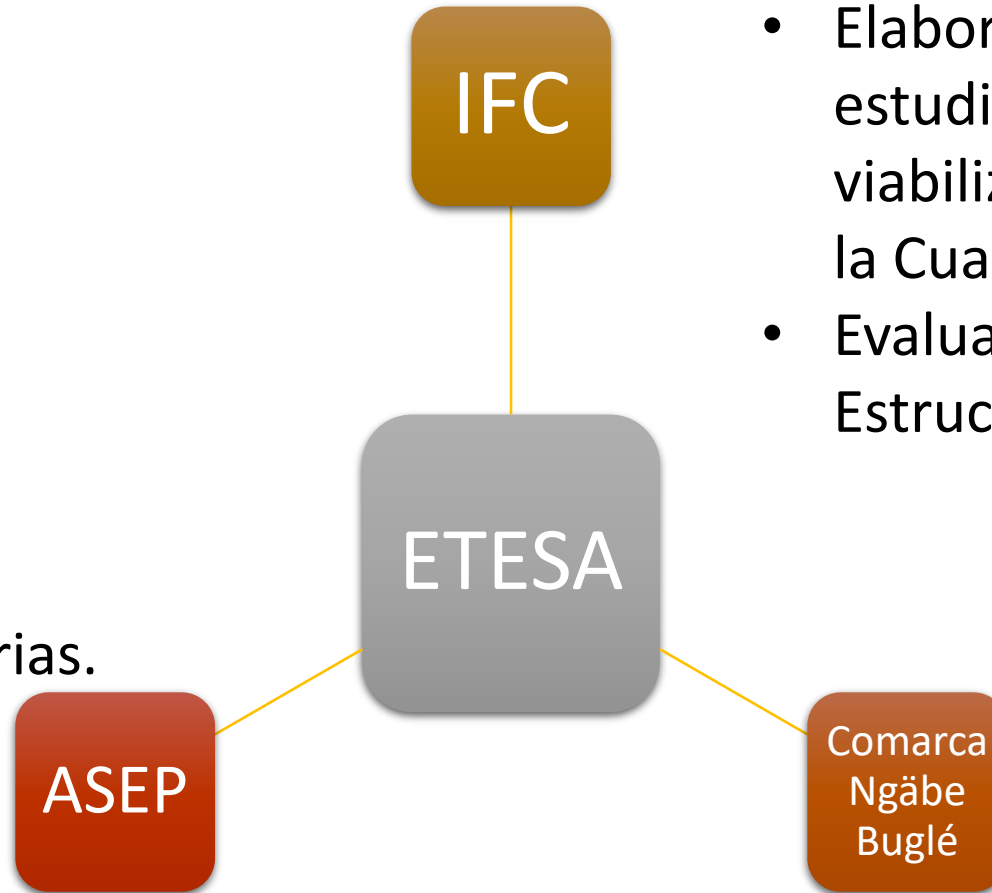 IFC
• Elabor
estudi
viabiliz
la Cua
• Evalua
Estruc
ETESA
rias.
ASEP
Comarca
Ngäbe
Buglé